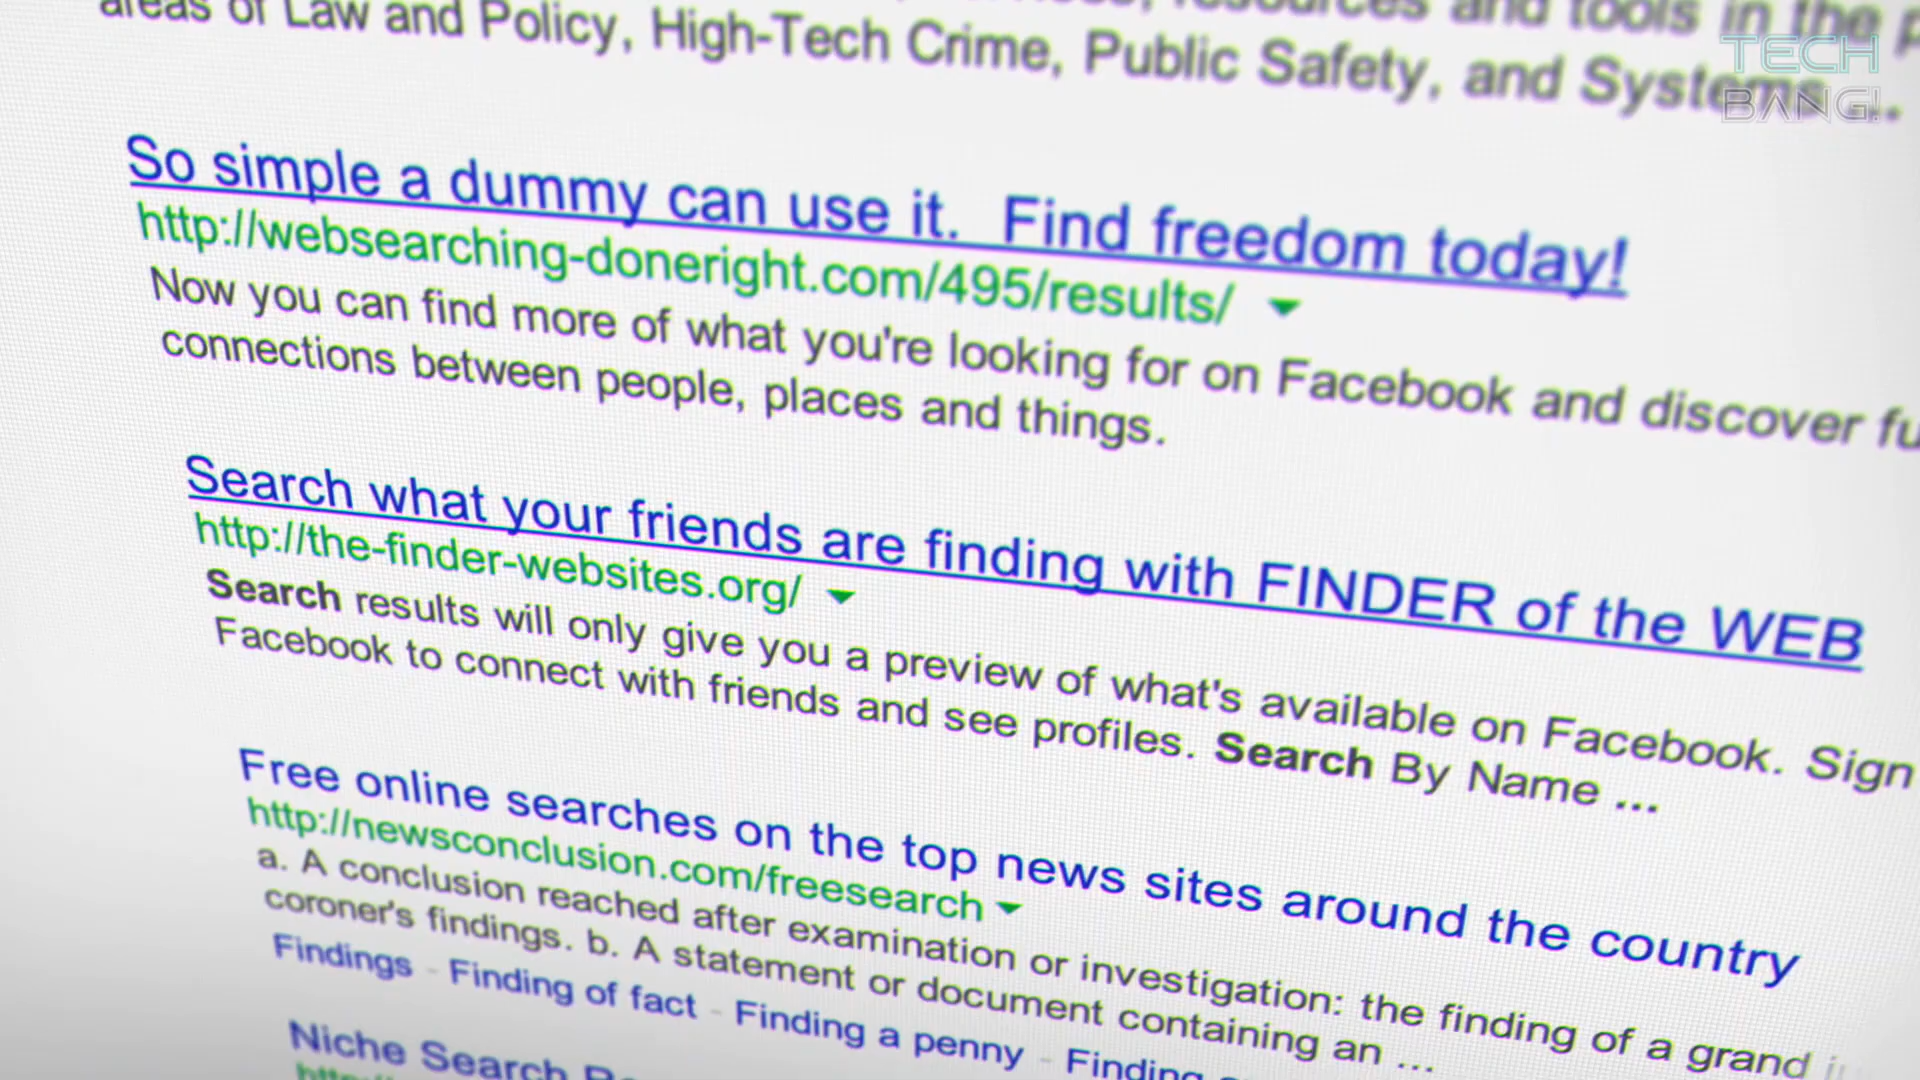 areas of Law and Policy, High-Tech Crime, Public Safety, and Systems ...
TECH
BANG!
So simple a dummy can use it. Find freedom today!
http://websearching-doneright.com/495/results/
Now you can find more of what you're looking for on Facebook and discover
connections between people, places and things.
Search what your friends are finding with FINDER of the WEB
http://the-finder-websites.org/
Search results will only give you a preview of what's available on Facebook. Sign
Facebook to connect with friends and see profiles. Search By Name ...
Free online searches on the top news sites around the country
http://newsconclusion.com/freesearch
a. A conclusion reached after examination or investigation: the finding of a grand
coroner's findings. b. A statement or document containing an ...
Findings - Finding of fact - Finding a penny - Finding
Niche Search